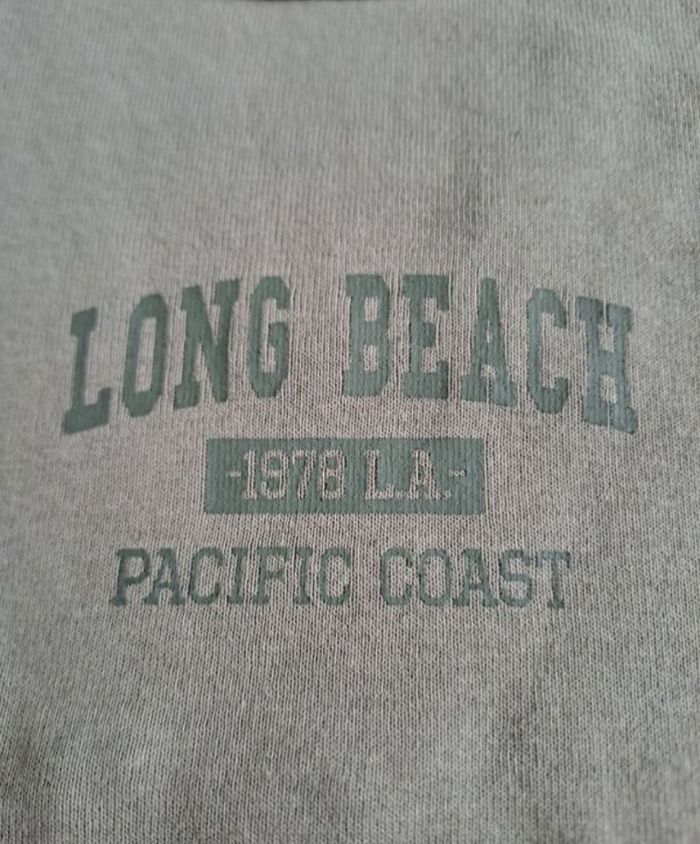 LONG BEACH
-1978 L.A.-
PACIFIC COAST